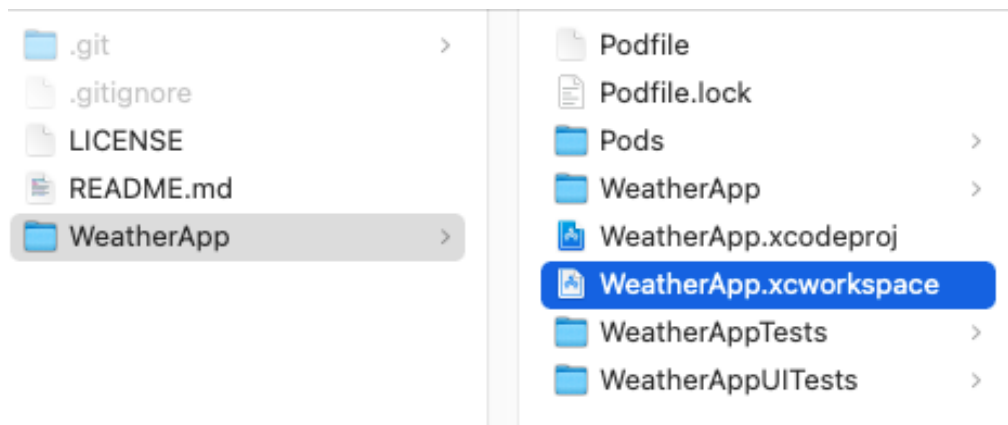 .git
.gitignore
LICENSE
README.md
WeatherApp
Podfile
Podfile.lock
Pods
WeatherApp
WeatherApp.xcodeproj
WeatherApp.xcworkspace
WeatherAppTests
WeatherAppUITests